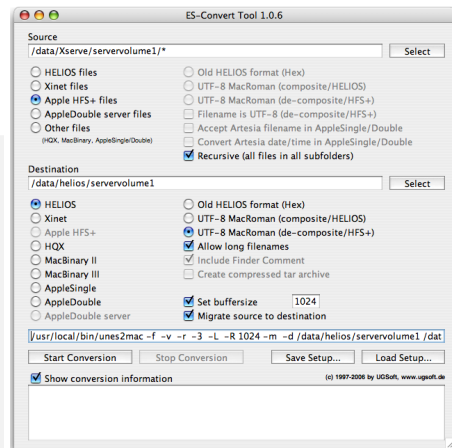 ES-Convert Tool 1.0.6
Source
/data/Xserve/servervolume1/*
Select
HELIOS files
Old HELIOS format (Hex)
Xinet files
UTF-8 MacRoman (composite/HELIOS)
Apple HFS+ files
UTF-8 MacRoman (de-composite/HFS+)
AppleDouble server files
Filename is UTF-8 (de-composite/HFS+)
Other files
Accept Artesia filename in AppleSingle/Double
(HQX, MacBinary, AppleSingle/Double)
Convert Artesia date/time in AppleSingle/Double
Recursive (all files in all subfolders)
Destination
/data/helios/servervolume1
Select
HELIOS
Old HELIOS format (Hex)
Xinet
UTF-8 MacRoman (composite/HELIOS)
Apple HFS+
UTF-8 MacRoman (de-composite/HFS+)
HQX
Allow long filenames
MacBinary II
Include Finder Comment
MacBinary III
Create compressed tar archive
AppleSingle
AppleDouble
Set buffersize
1024
AppleDouble server
Migrate source to destination
/usr/local/bin/unes2mac -f -v -r -3 -L -R 1024 -m -d /data/helios/servervolume1 /dat
Start Conversion
Stop Conversion
Save Setup...
Load Setup...
Show conversion information
(c) 1997-2006 by UGSoft, www.ugsoft.de